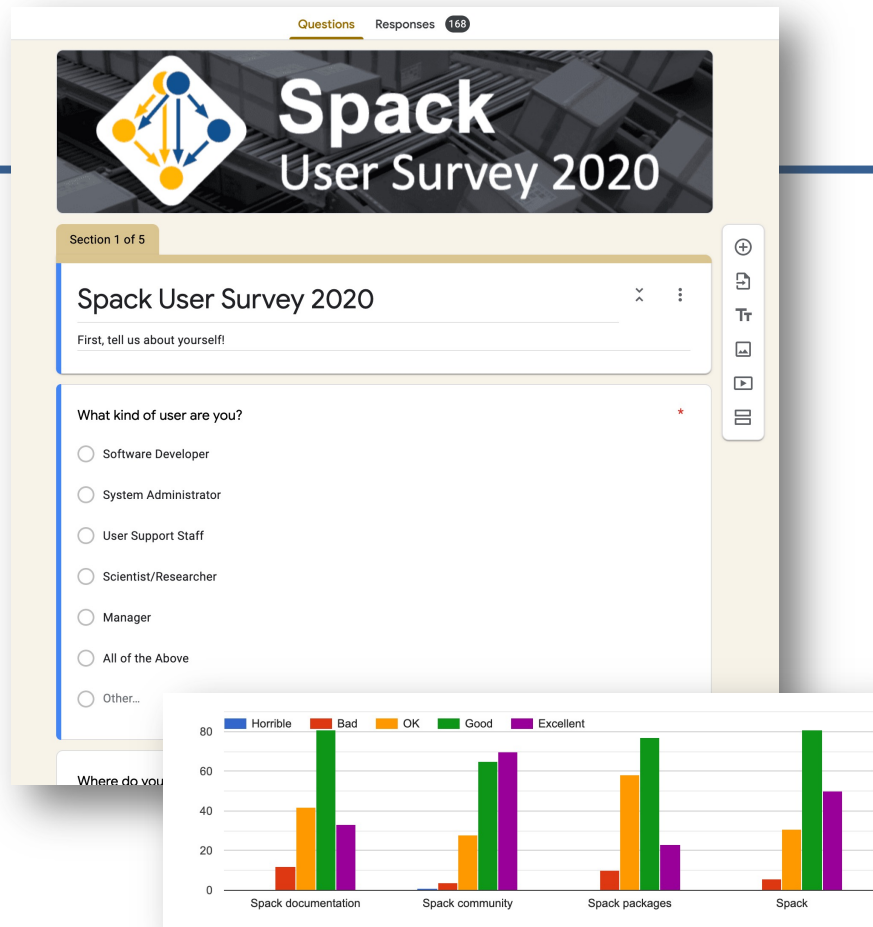 Questions Responses 168
Spack
User Survey 2020
Section 1 of 5
Spack User Survey 2020
First, tell us about yourself!
What kind of user are you? *
Software Developer
System Administrator
User Support Staff
Scientist/Researcher
Manager
All of the Above
Other...
Where do you
Horrible Bad OK Good Excellent
80
60
40
20
0
Spack documentation Spack community Spack packages Spack